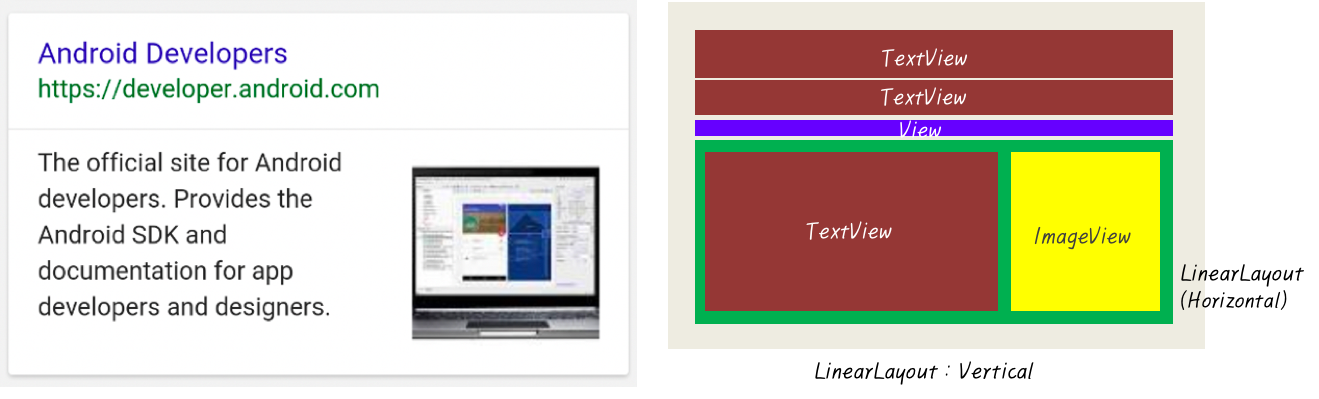 Android Developers
https://developer.android.com
The official site for Android
developers. Provides the
Android SDK and
documentation for app
developers and designers.
TextView
TextView
View
TextView
ImageView
LinearLayout
(Horizontal)
LinearLayout : Vertical